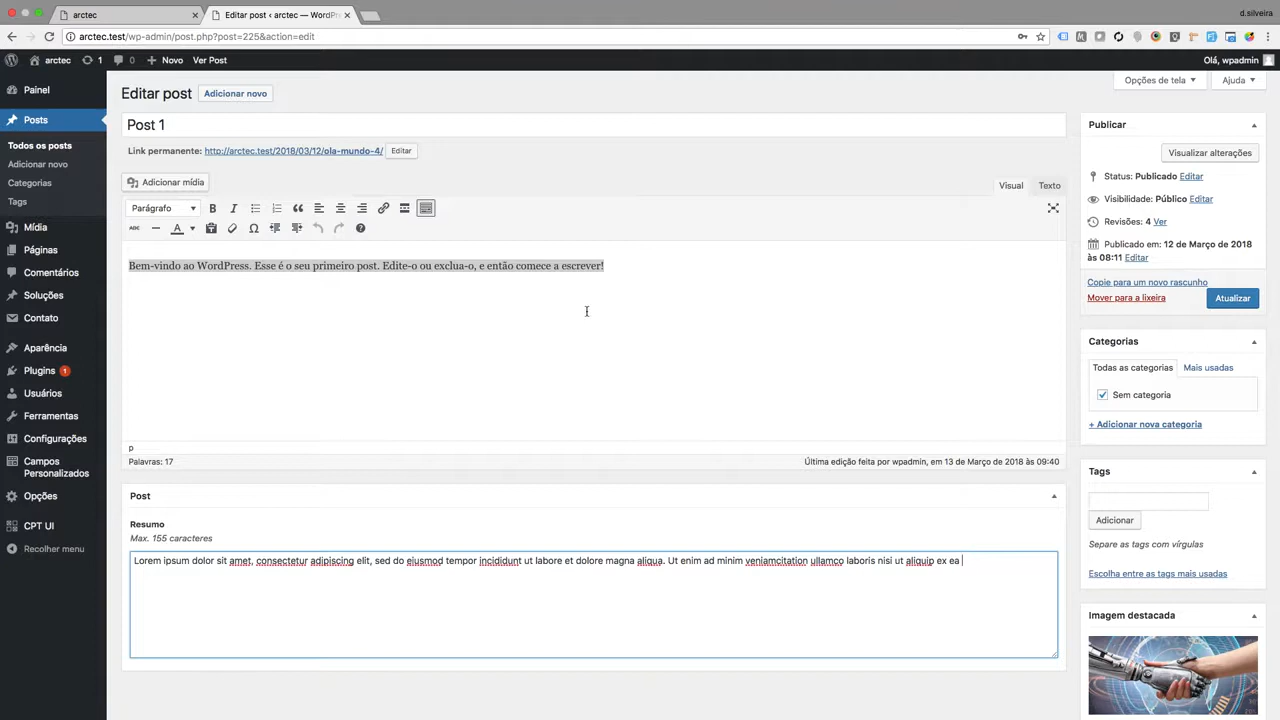 arctec
Editar post ‹ arctec — WordPr
d.silveira
arctec.test/wp-admin/post.php?post=225&action=edit
arctec
1
0
Novo
Ver Post
Olá, wpadmin
Painel
Posts
Todos os posts
Adicionar novo
Categorias
Tags
Mídia
Páginas
Comentários
Soluções
Contato
Aparência
Plugins 1
Usuários
Ferramentas
Configurações
Campos
Personalizados
Opções
CPT UI
Recolher menu
Opções de tela
Ajuda
Editar post
Adicionar novo
Post 1
Link permanente: http://arctec.test/2018/03/12/ola-mundo-4/ Editar
Adicionar mídia
Visual
Texto
Parágrafo
B I
ABC
A
Bem-vindo ao WordPress. Esse é o seu primeiro post. Edite-o ou exclua-o, e então comece a escrever!
p
Palavras: 17
Última edição feita por wpadmin, em 13 de Março de 2018 às 09:40
Post
Resumo
Max. 155 caracteres
Lorem ipsum dolor sit amet, consectetur adipiscing elit, sed do eiusmod tempor incididunt ut labore et dolore magna aliqua. Ut enim ad minim veniamcitation ullamco laboris nisi ut aliquip ex ea
Publicar
Visualizar alterações
Status: Publicado Editar
Visibilidade: Público Editar
Revisões: 4 Ver
Publicado em: 12 de Março de 2018
às 08:11 Editar
Copie para um novo rascunho
Mover para a lixeira
Atualizar
Categorias
Todas as categorias
Mais usadas
Sem categoria
+ Adicionar nova categoria
Tags
Adicionar
Separe as tags com vírgulas
Escolha entre as tags mais usadas
Imagem destacada